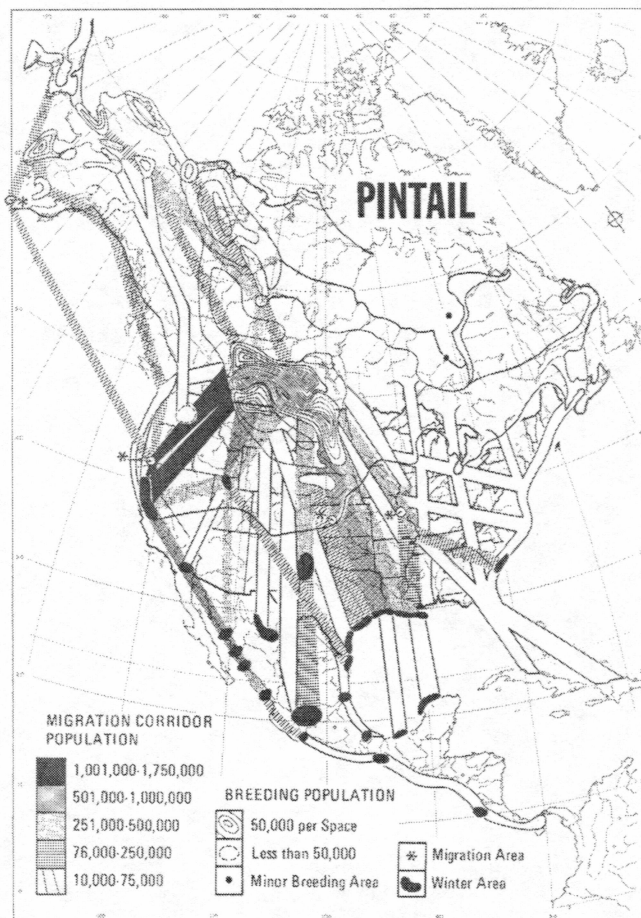 PINTAIL
MIGRATION CORRIDOR
POPULATION
1,001,000-1,750,000
501,000-1,000,000
251,000-500,000
76,000-250,000
10,000-75,000
BREEDING POPULATION
50,000 per Space
Less than 50,000
Minor Breeding Area
Migration Area
Winter Area